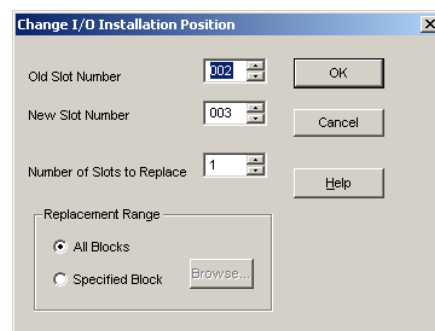 Change I/O Installation Position
Old Slot Number 002 OK
New Slot Number 003 Cancel
Number of Slots to Replace 1 Help
Replacement Range
All Blocks
Specified Block Browse...